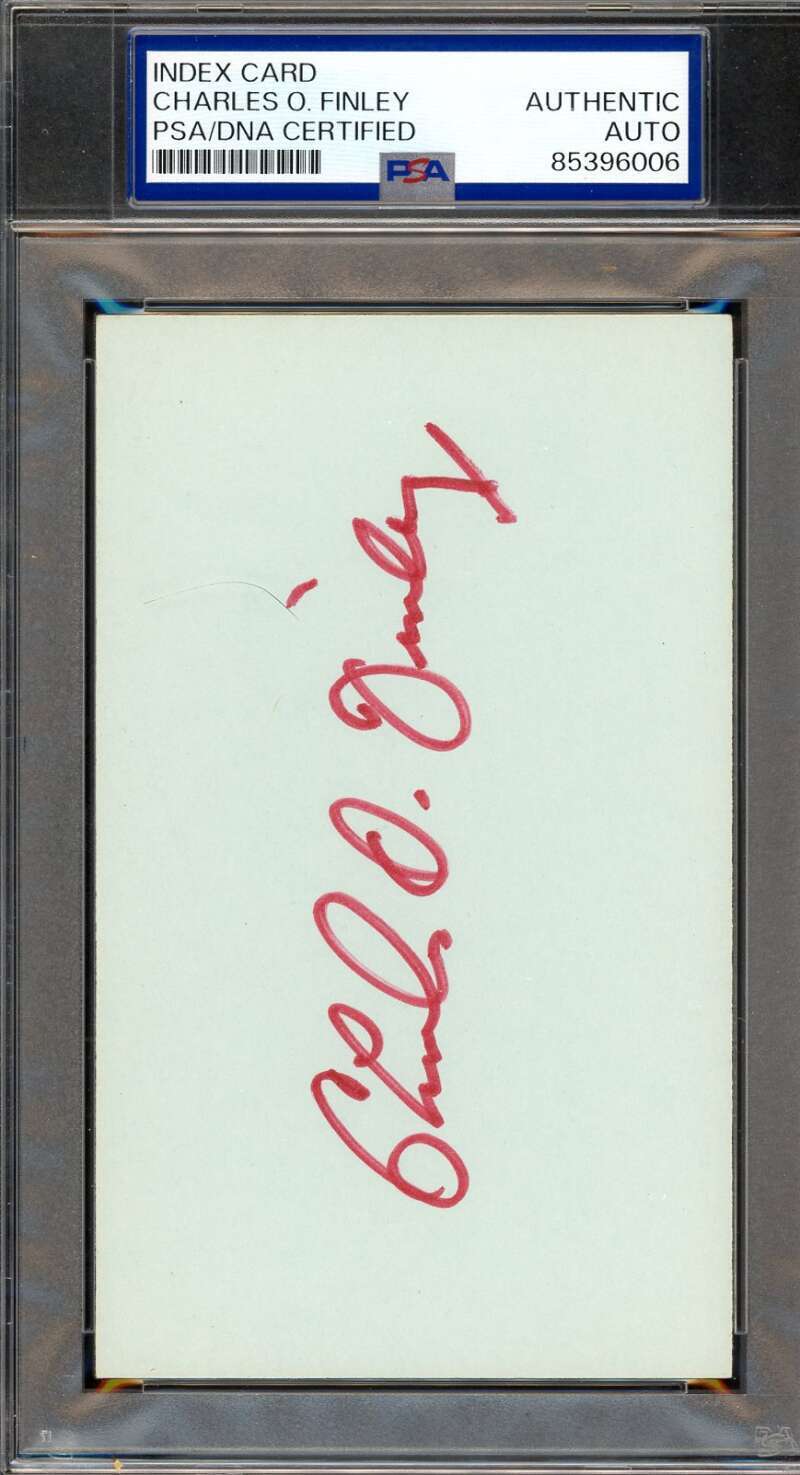 INDEX CARD
CHARLES O. FINLEY
PSA/DNA CERTIFIED
AUTHENTIC
AUTO
85396006
PSA
Charles O. Finley